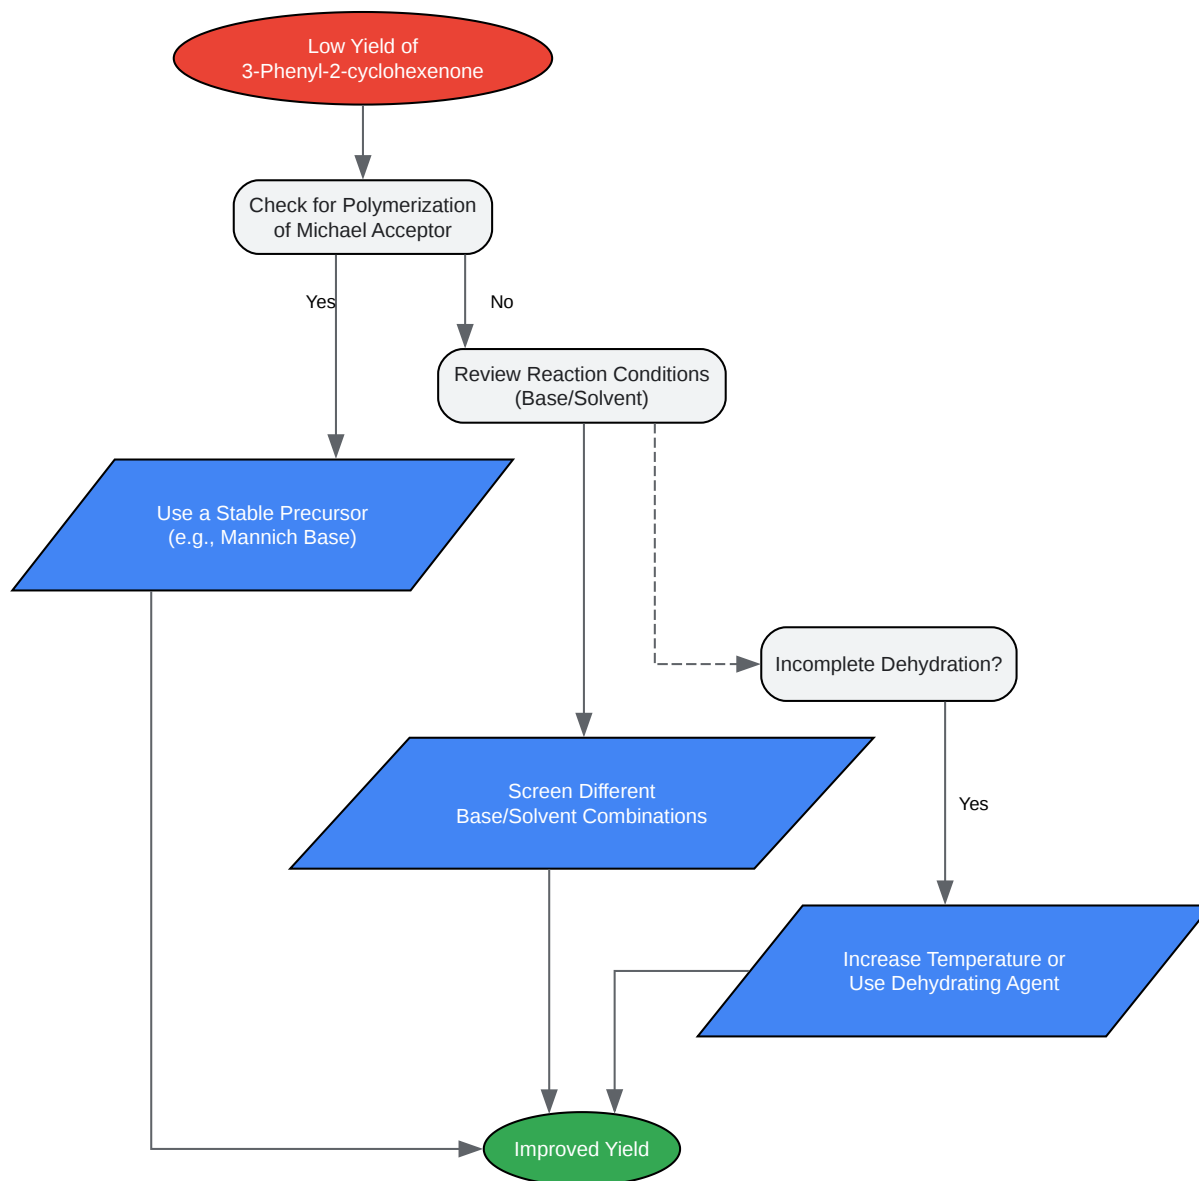 Low Yield of
3-Phenyl-2-cyclohexenone
Check for Polymerization
of Michael Acceptor
Yes
No
Review Reaction Conditions
(Base/Solvent)
Use a Stable Precursor
(e.g., Mannich Base)
Incomplete Dehydration?
Screen Different
Base/Solvent Combinations
Yes
Increase Temperature or
Use Dehydrating Agent
Improved Yield